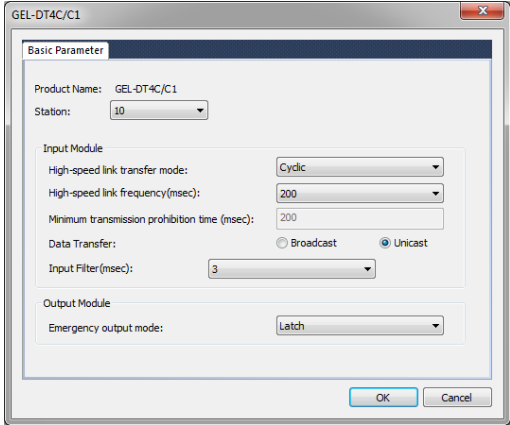 GEL-DT4C/C1
Basic Parameter
Product Name: GEL-DT4C/C1
Station: 10
Input Module
High-speed link transfer mode: Cyclic
High-speed link frequency(msec): 200
Minimum transmission prohibition time (msec): 200
Data Transfer: Broadcast Unicast
Input Filter(msec): 3
Output Module
Emergency output mode: Latch
OK Cancel